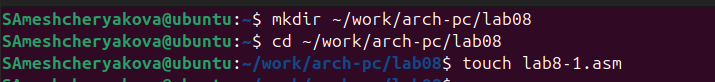 SAmeshcheryakova@ubuntu:~$ mkdir ~/work/arch-pc/lab08
SAmeshcheryakova@ubuntu:~$ cd ~/work/arch-pc/lab08
SAmeshcheryakova@ubuntu:~/work/arch-pc/lab08$ touch lab8-1.asm